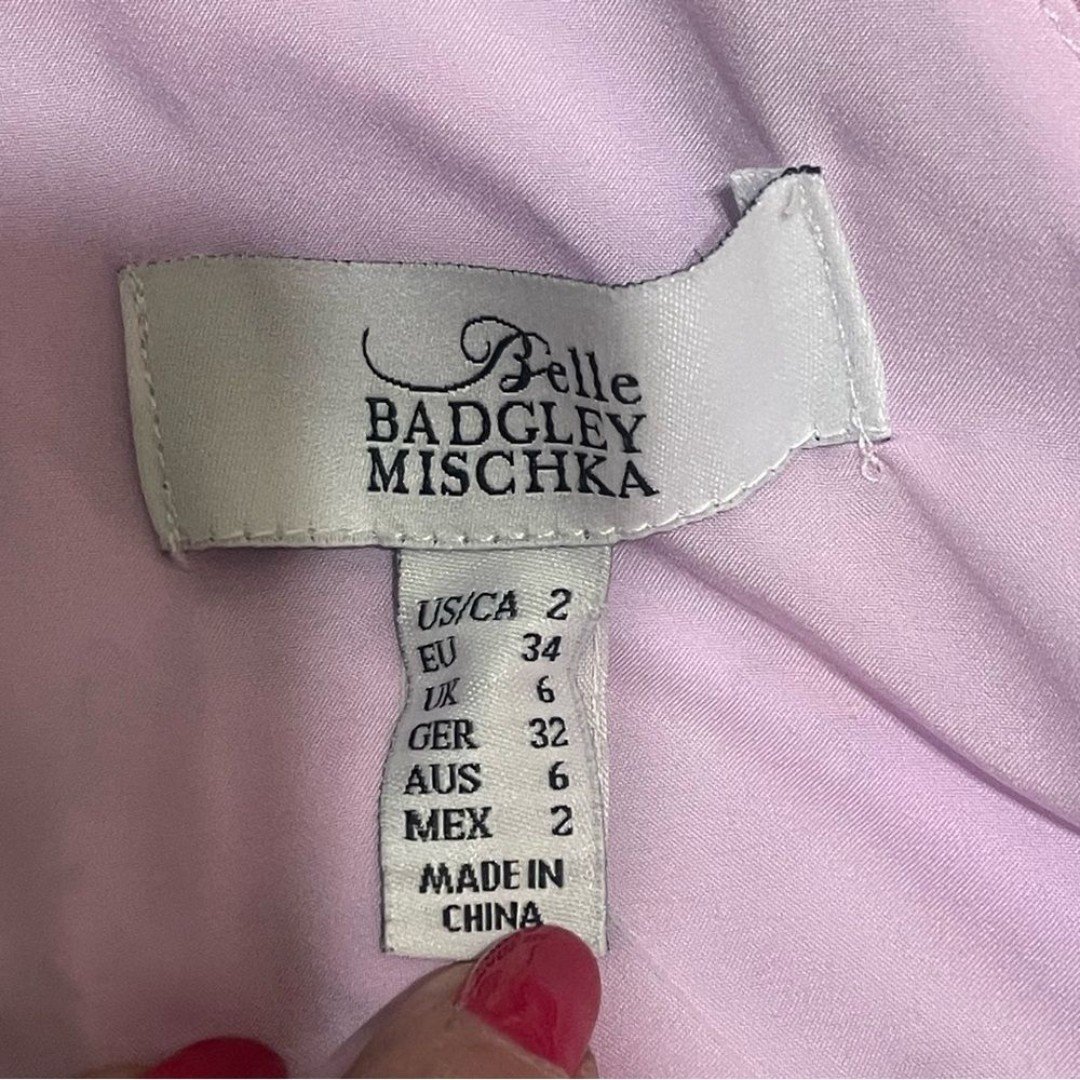 Belle
BADGLEY
MISCHKA
US/CA 2
EU 34
UK 6
GER 32
AUS 6
MEX 2
MADE IN
CHINA